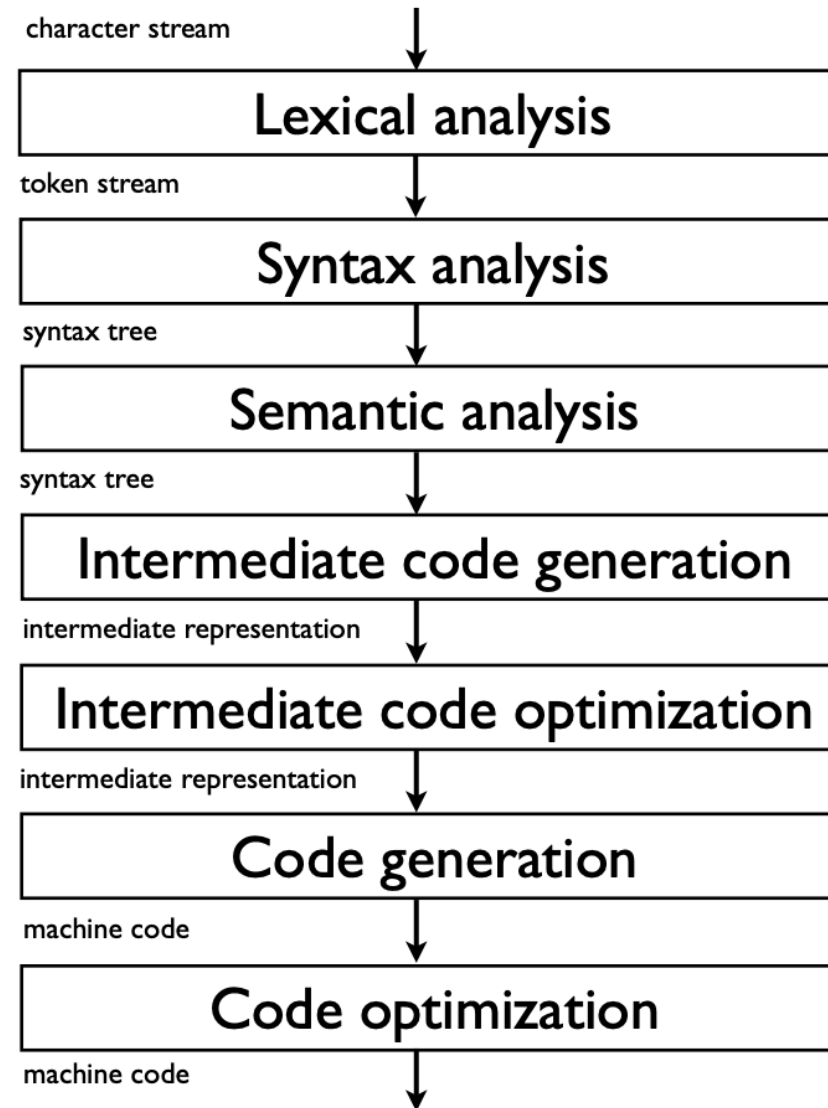 character stream
Lexical analysis
token stream
Syntax analysis
syntax tree
Semantic analysis
syntax tree
Intermediate code generation
intermediate representation
Intermediate code optimization
intermediate representation
Code generation
machine code
Code optimization
machine code